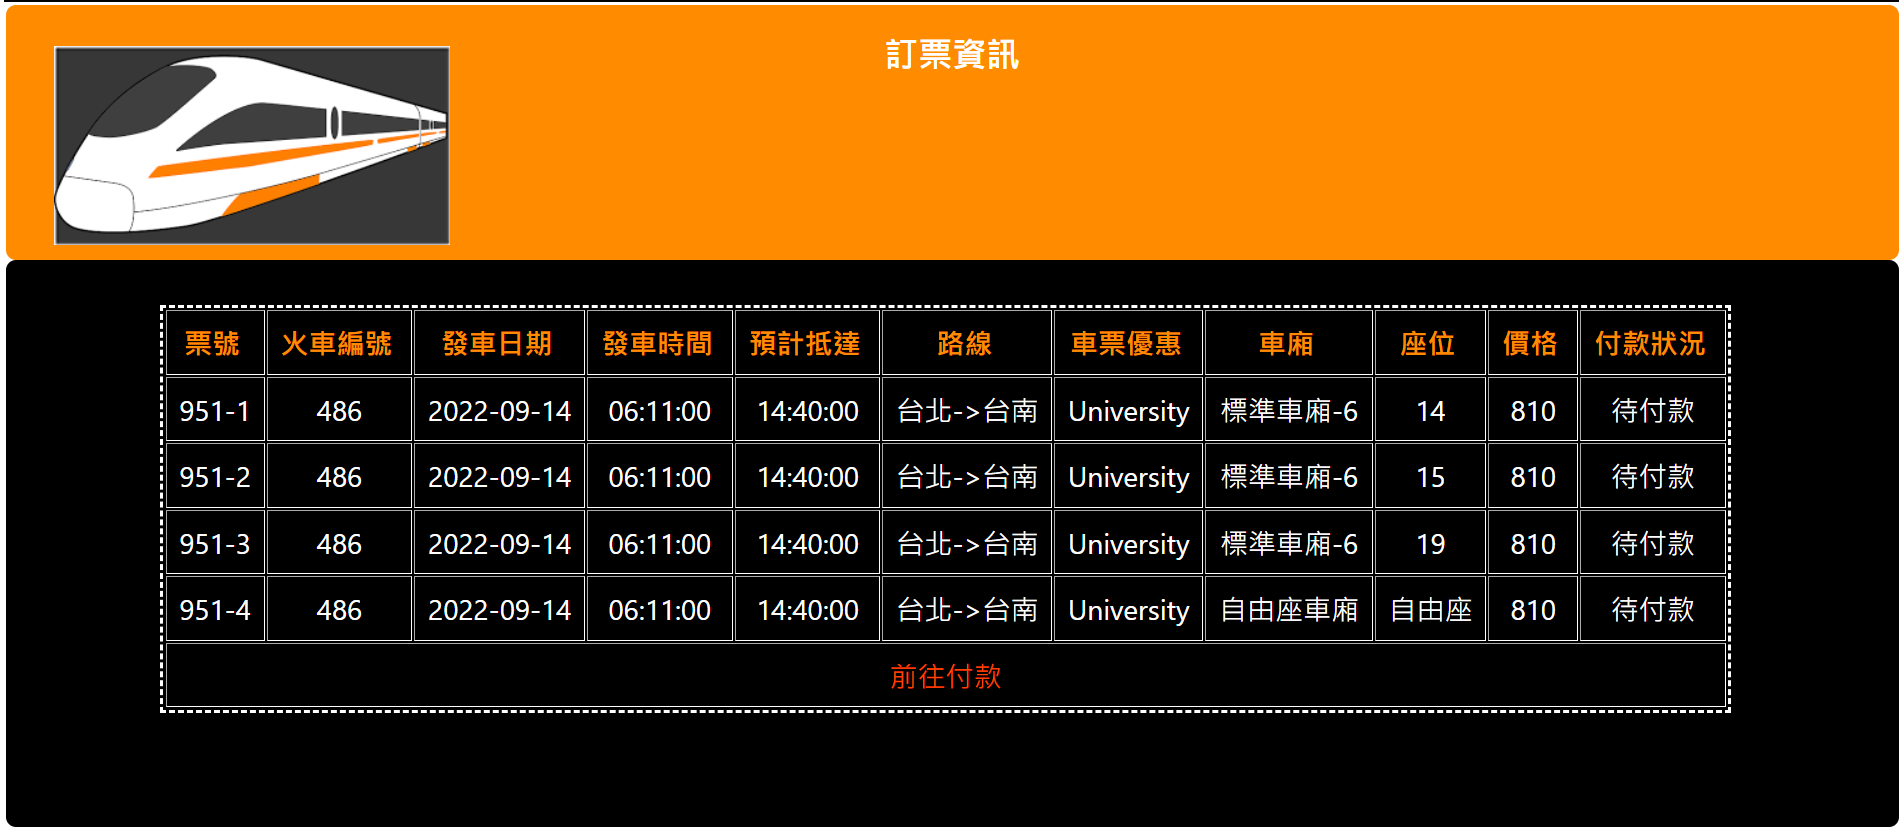 訂票資訊
票號 火車編號 發車日期 發車時間 預計抵達 路線 車票優惠 車廂 座位 價格 付款狀況
951-1 486 2022-09-14 06:11:00 14:40:00 台北->台南 University 標準車廂-6 14 810 待付款
951-2 486 2022-09-14 06:11:00 14:40:00 台北->台南 University 標準車廂-6 15 810 待付款
951-3 486 2022-09-14 06:11:00 14:40:00 台北->台南 University 標準車廂-6 19 810 待付款
951-4 486 2022-09-14 06:11:00 14:40:00 台北->台南 University 自由座車廂 自由座 810 待付款
前往付款